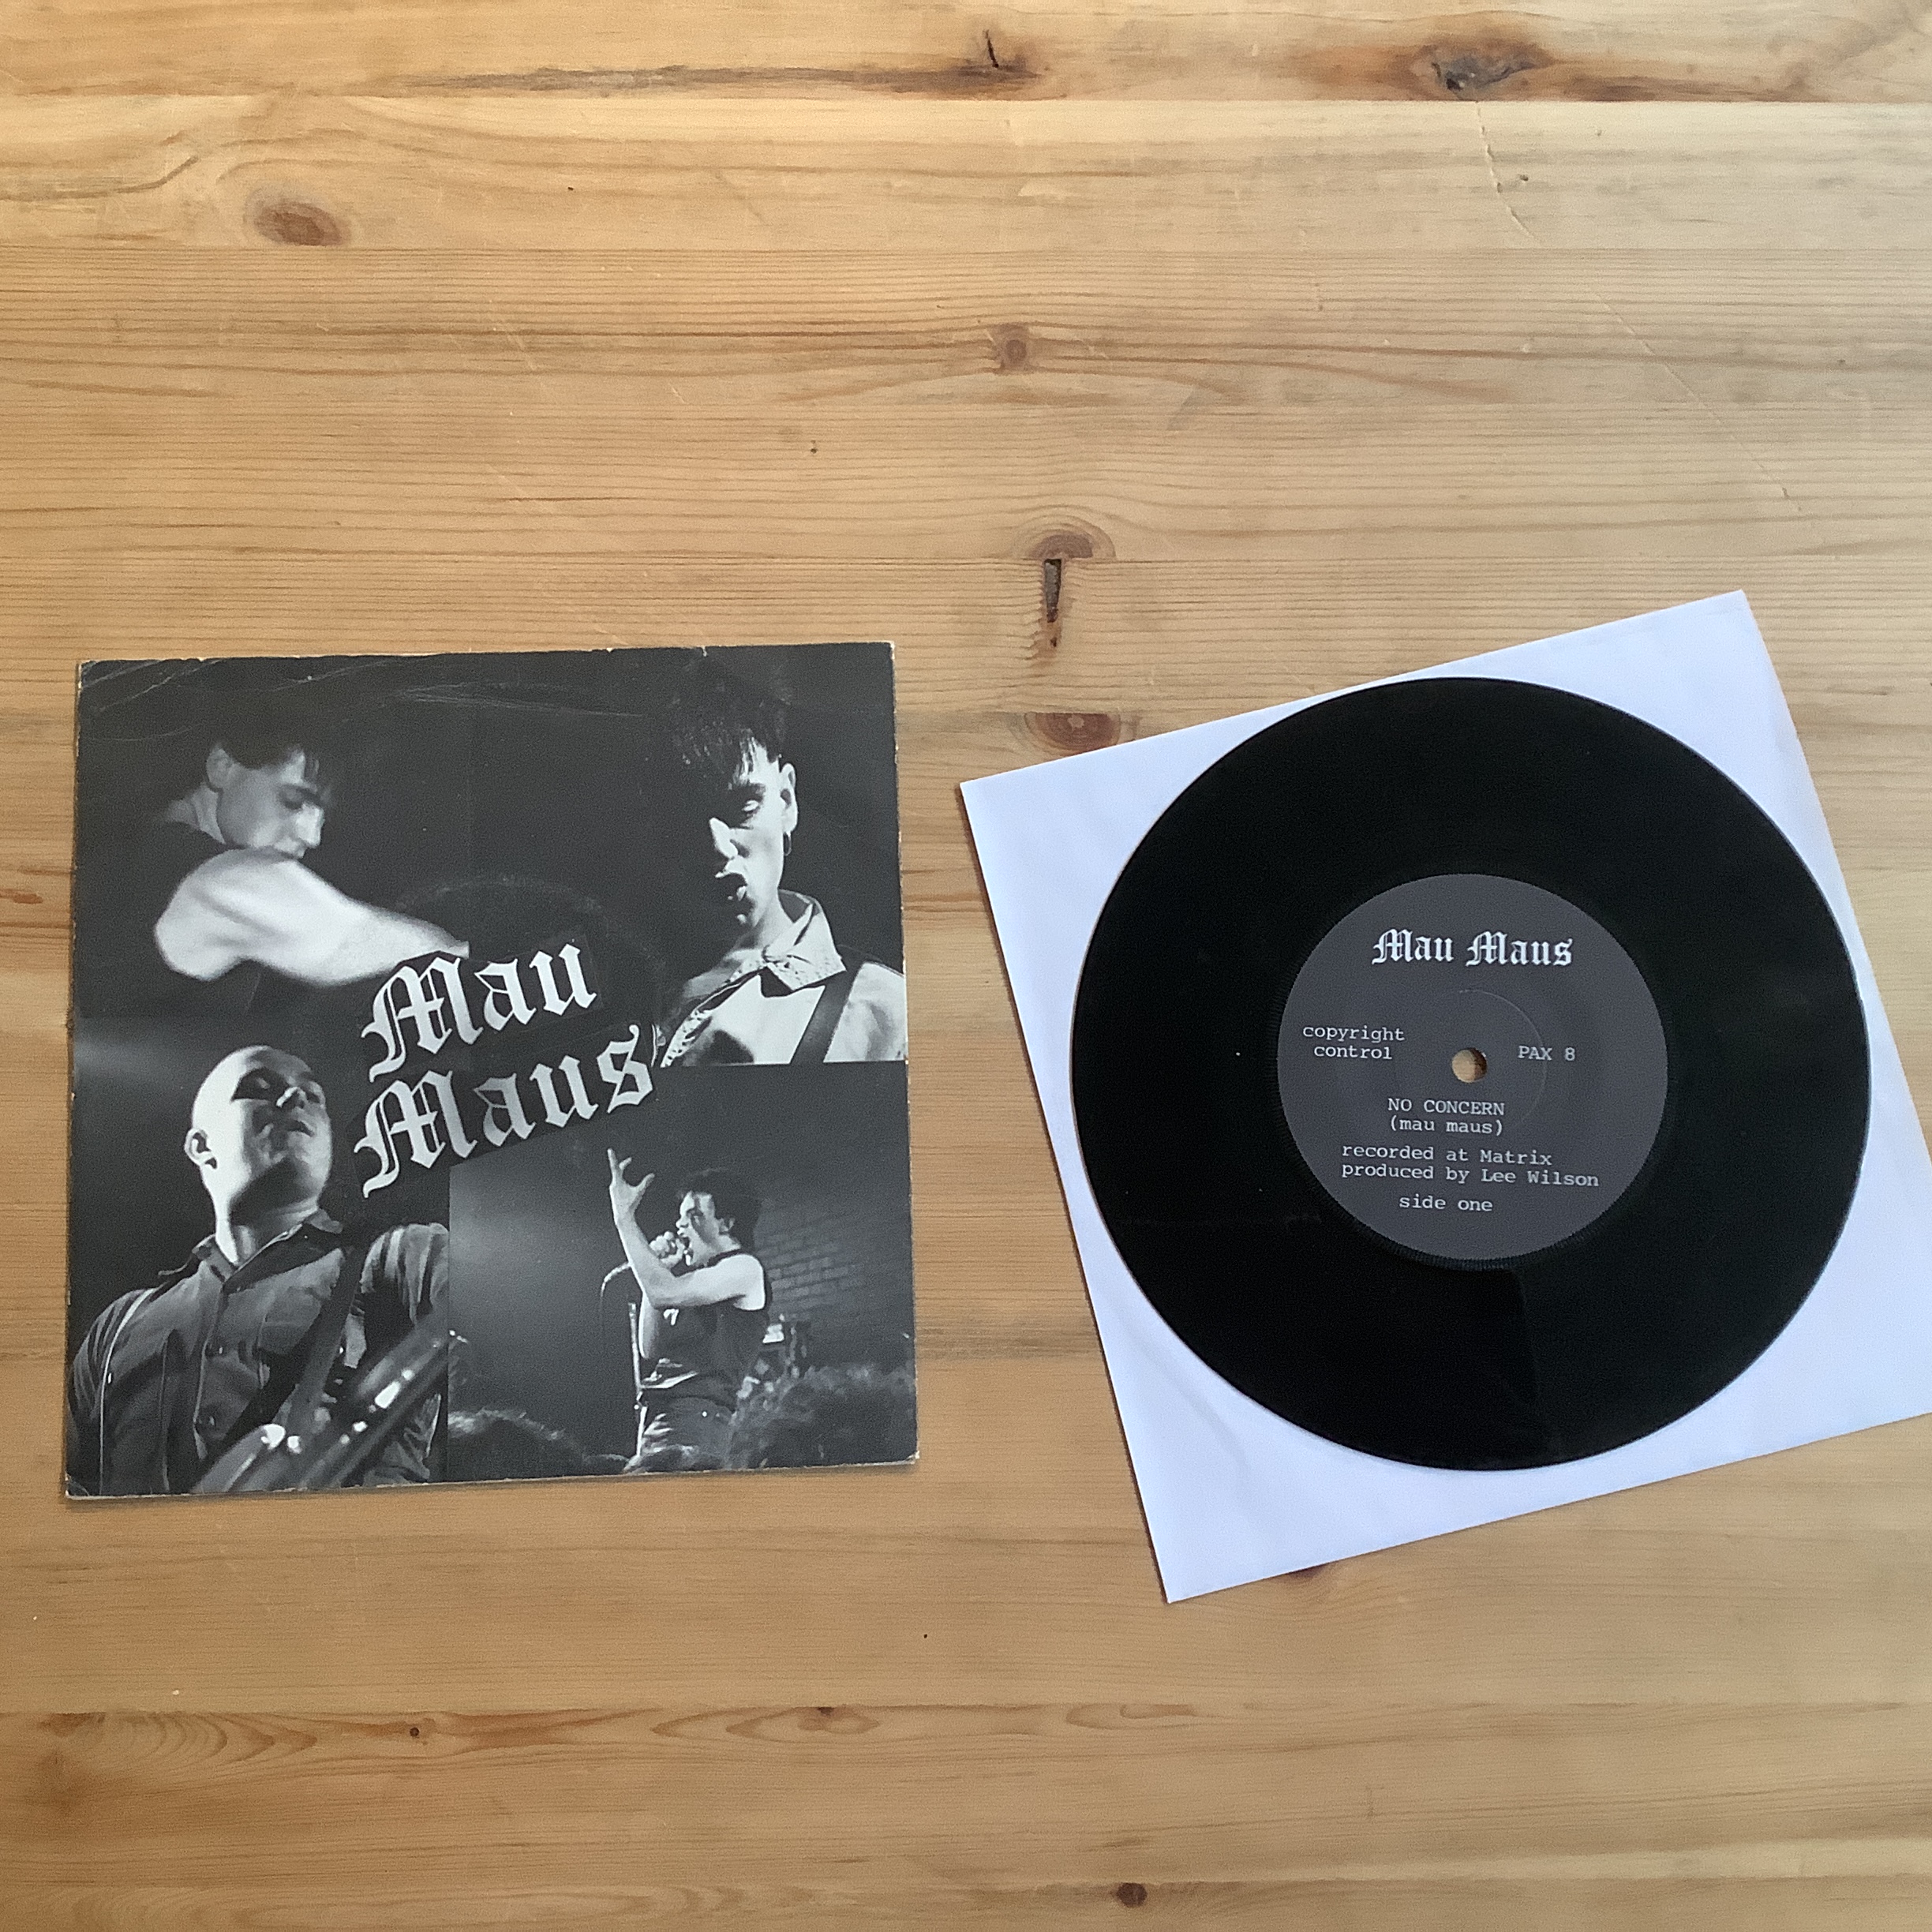 Mau
Maus
Mau Maus
copyright
control
PAX 8
NO CONCERN
(mau maus)
recorded at Matrix
produced by Lee Wilson
side one